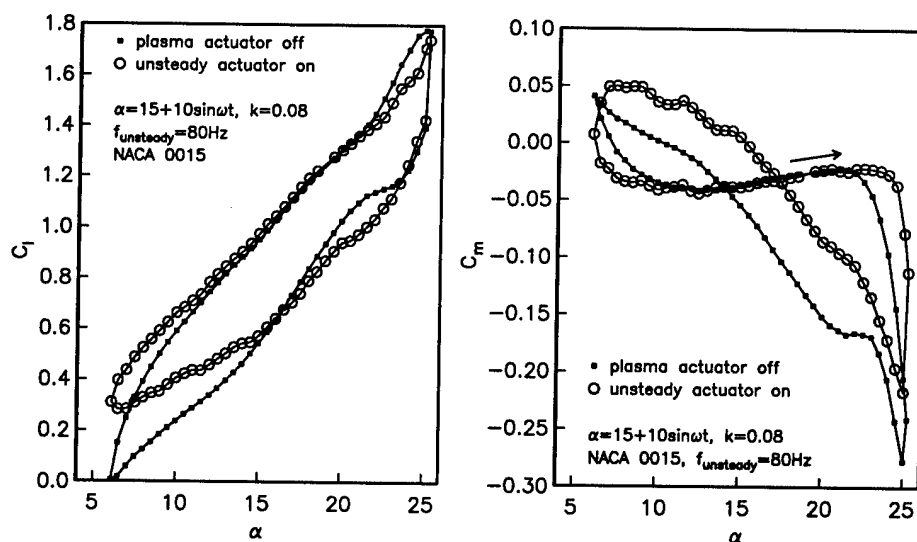 1.8
1.6
1.4
1.2
1.0
0.8
0.6
0.4
0.2
0.0
C_l
5 10 15 20 25
α
plasma actuator off
unsteady actuator on
α=15+10sinωt, k=0.08
f_unsteady=80Hz
NACA 0015
0.10
0.05
0.00
−0.05
−0.10
−0.15
−0.20
−0.25
−0.30
C_m
5 10 15 20 25
α
plasma actuator off
unsteady actuator on
α=15+10sinωt, k=0.08
NACA 0015, f_unsteady=80Hz